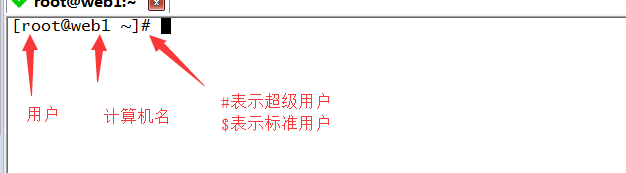 root@web1:~
[root@web1 ~]#
用户
计算机名
#表示超级用户
$表示标准用户